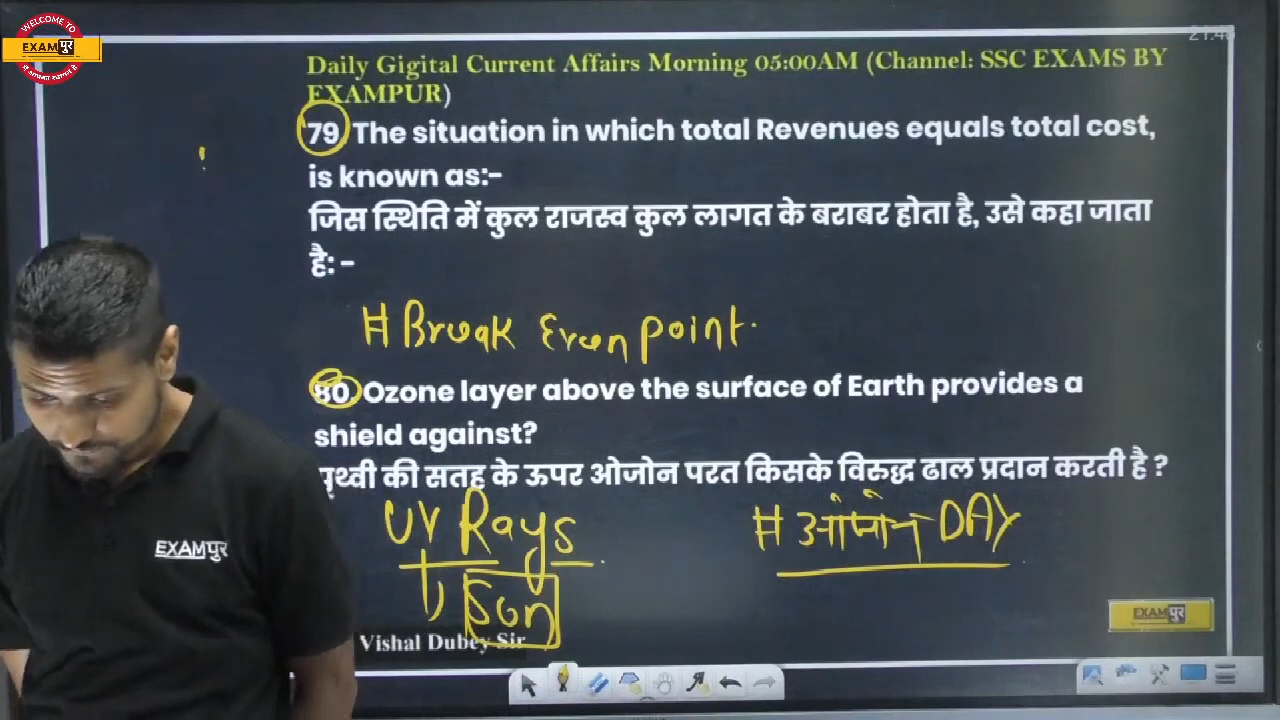 WELCOME TO
EXAMपुर
21:48
Daily Gigital Current Affairs Morning 05:00AM (Channel: SSC EXAMS BY
EXAMPUR)
79. The situation in which total Revenues equals total cost,
is known as:-
जिस स्थिति में कुल राजस्व कुल लागत के बराबर होता है, उसे कहा जाता
है: -
# Break Even point.
80. Ozone layer above the surface of Earth provides a
shield against?
पृथ्वी की सतह के ऊपर ओजोन परत किसके विरुद्ध ढाल प्रदान करती है ?
UV Rays
# ओजोन DAY
Sun
EXAMपुर
EXAMपुर
Vishal Dubey Sir